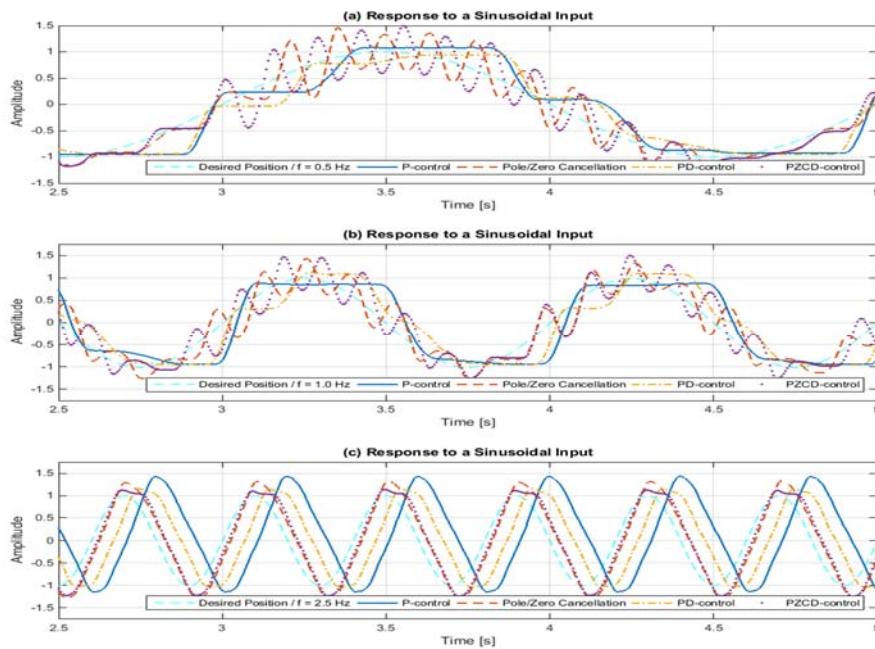 (a) Response to a Sinusoidal Input
1.5
1
0.5
0
-0.5
-1
-1.5
Amplitude
Desired Position / f = 0.5 Hz P-control Pole/Zero Cancellation PD-control PZCD-control
2.5 3 3.5 4 4.5
Time [s]
(b) Response to a Sinusoidal Input
1.5
1
0.5
0
-0.5
-1
-1.5
Amplitude
Desired Position / f = 1.0 Hz P-control Pole/Zero Cancellation PD-control PZCD-control
2.5 3 3.5 4 4.5
Time [s]
(c) Response to a Sinusoidal Input
1.5
1
0.5
0
-0.5
-1
-1.5
Amplitude
Desired Position / f = 2.5 Hz P-control Pole/Zero Cancellation PD-control PZCD-control
2.5 3 3.5 4 4.5
Time [s]